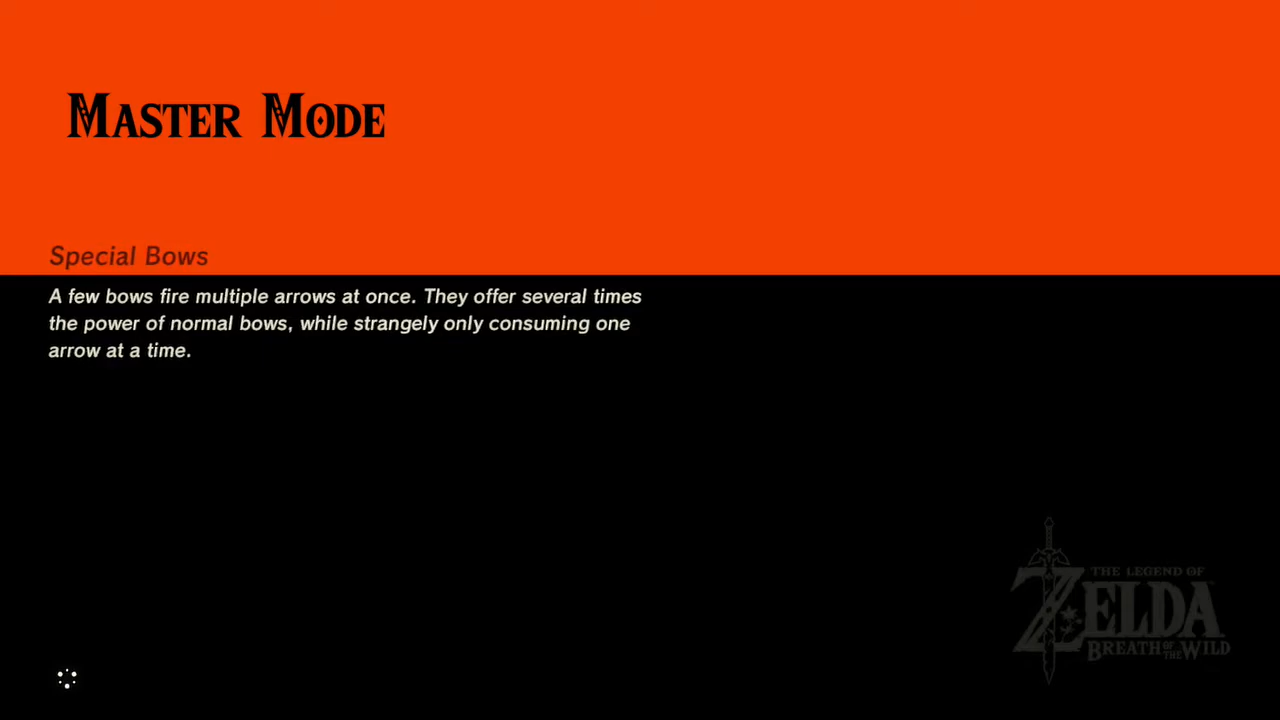 Master Mode
Special Bows
A few bows fire multiple arrows at once. They offer several times
the power of normal bows, while strangely only consuming one
arrow at a time.
THE LEGEND OF
ZELDA
BREATH OF THE WILD